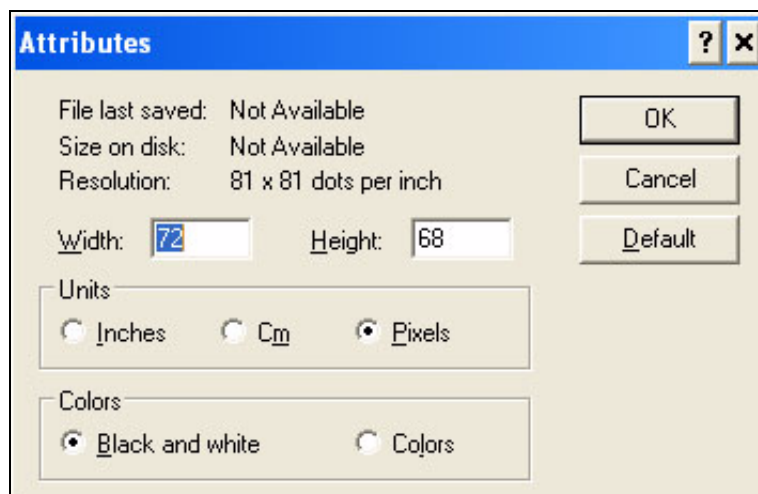 Attributes
File last saved: Not Available
OK
Size on disk: Not Available
Resolution: 81 x 81 dots per inch
Cancel
Width: 72 Height: 68
Default
Units
Inches Cm Pixels
Colors
Black and white Colors